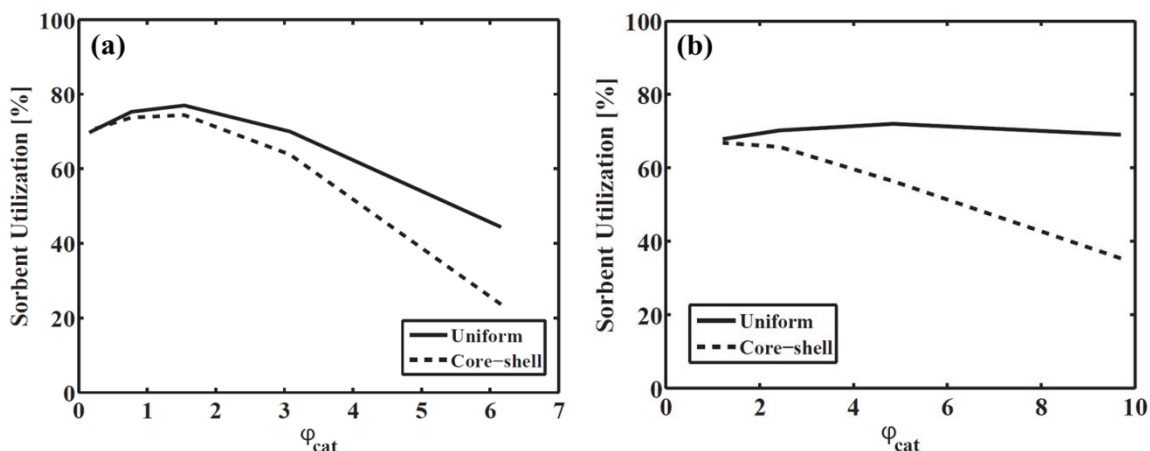 (a)
Sorbent Utilization [%]
100
80
60
40
20
0
0 1 2 3 4 5 6 7
φcat
Uniform
Core-shell
(b)
Sorbent Utilization [%]
100
80
60
40
20
0
0 2 4 6 8 10
φcat
Uniform
Core-shell